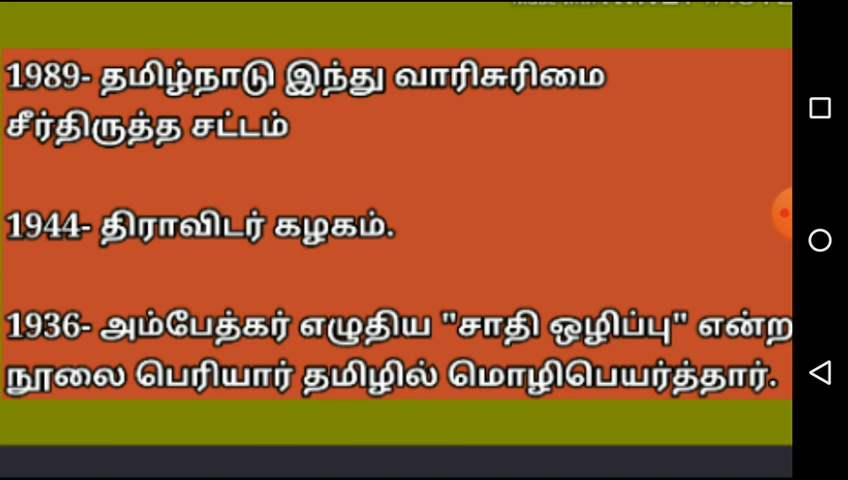 1989- தமிழ்நாடு இந்து வாரிசுரிமை
சீர்திருத்த சட்டம்
1944- திராவிடர் கழகம்.
1936- அம்பேத்கர் எழுதிய "சாதி ஒழிப்பு" என்ற
நூலை பெரியார் தமிழில் மொழிபெயர்த்தார்.